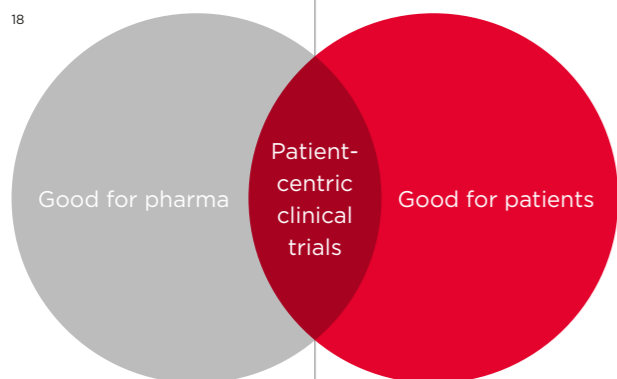 18
Good for pharma
Patient-
centric
clinical
trials
Good for patients